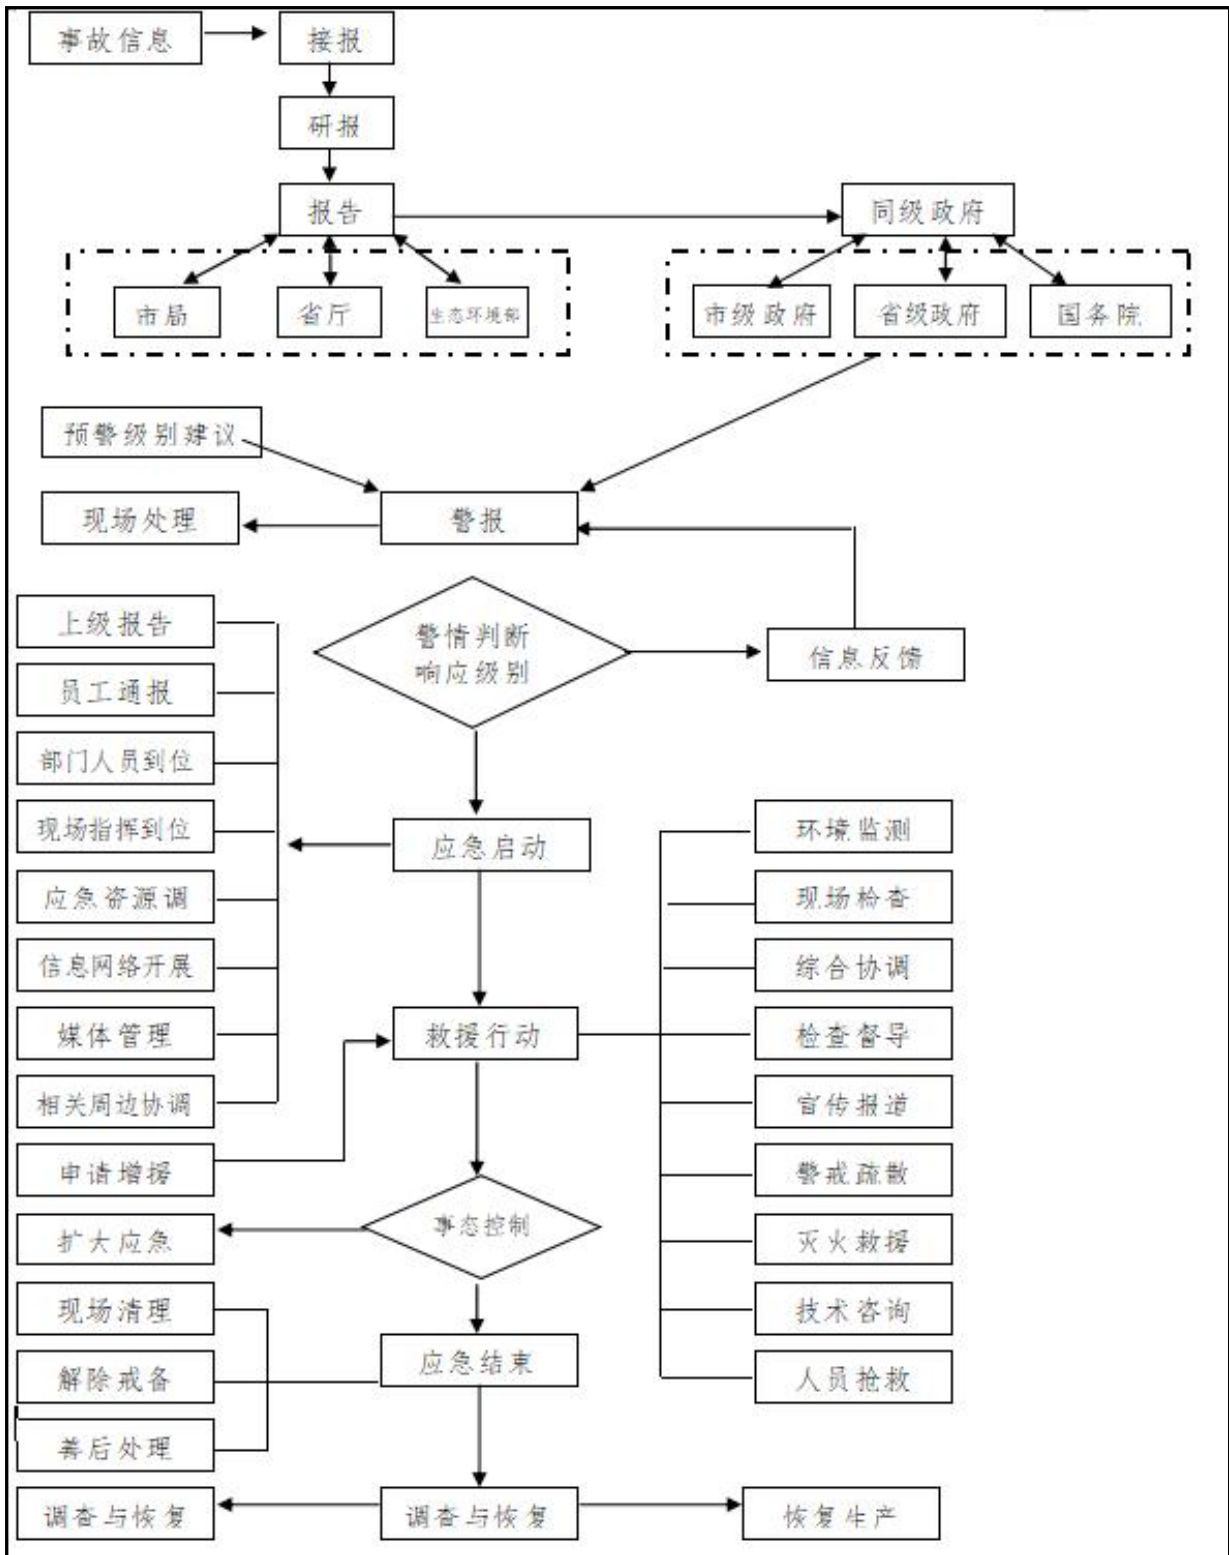 事故信息
接报
研报
报告
同级政府
市局
省厅
生态环境部
市级政府
省级政府
国务院
预警级别建议
现场处理
警报
上级报告
警情判断
响应级别
信息反馈
员工通报
部门人员到位
现场指挥到位
应急启动
环境监测
应急资源调
现场检查
信息网络开展
综合协调
媒体管理
救援行动
检查督导
相关周边协调
宣传报道
申请增援
警戒疏散
扩大应急
事态控制
灭火救援
现场清理
技术咨询
解除戒备
应急结束
人员抢救
善后处理
调查与恢复
调查与恢复
恢复生产